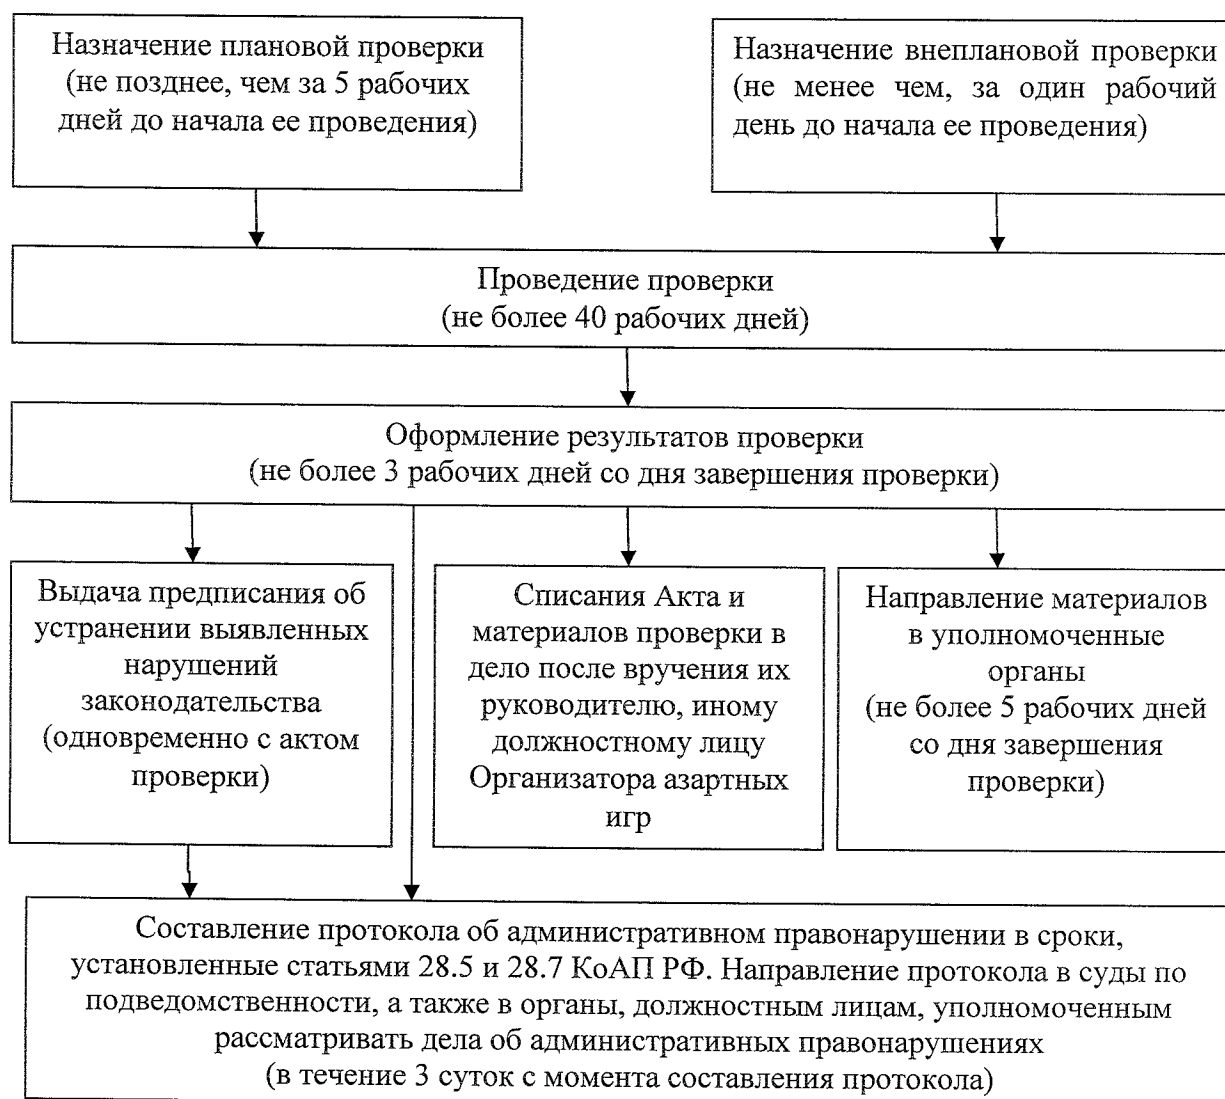 Назначение плановой проверки
(не позднее, чем за 5 рабочих
дней до начала ее проведения)
Назначение внеплановой проверки
(не менее чем, за один рабочий
день до начала ее проведения)
Проведение проверки
(не более 40 рабочих дней)
Оформление результатов проверки
(не более 3 рабочих дней со дня завершения проверки)
Выдача предписания об
устранении выявленных
нарушений
законодательства
(одновременно с актом
проверки)
Списания Акта и
материалов проверки в
дело после вручения их
руководителю, иному
должностному лицу
Организатора азартных
игр
Направление материалов
в уполномоченные
органы
(не более 5 рабочих дней
со дня завершения
проверки)
Составление протокола об административном правонарушении в сроки,
установленные статьями 28.5 и 28.7 КоАП РФ. Направление протокола в суды по
подведомственности, а также в органы, должностным лицам, уполномоченным
рассматривать дела об административных правонарушениях
(в течение 3 суток с момента составления протокола)